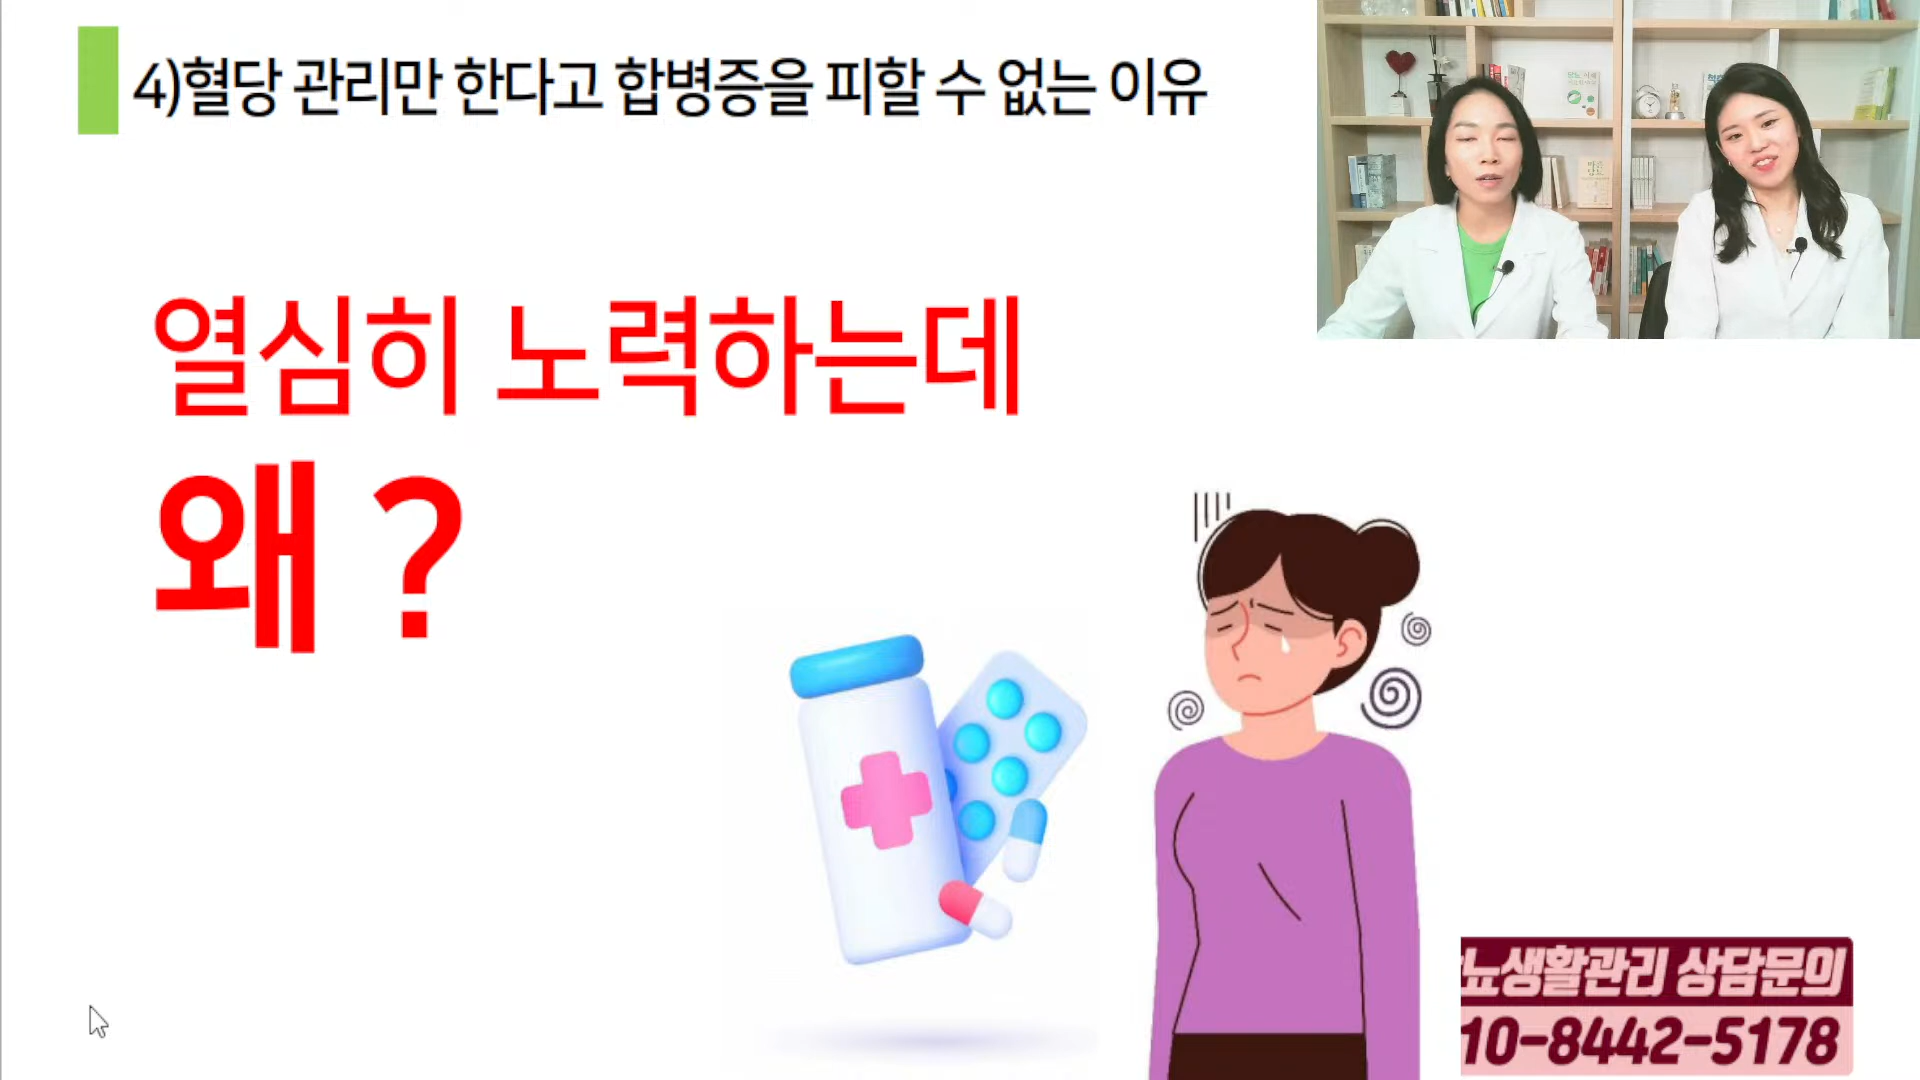 4)혈당 관리만 한다고 합병증을 피할 수 없는 이유
열심히 노력하는데
왜 ?
뇨생활관리 상담문의
10-8442-5178